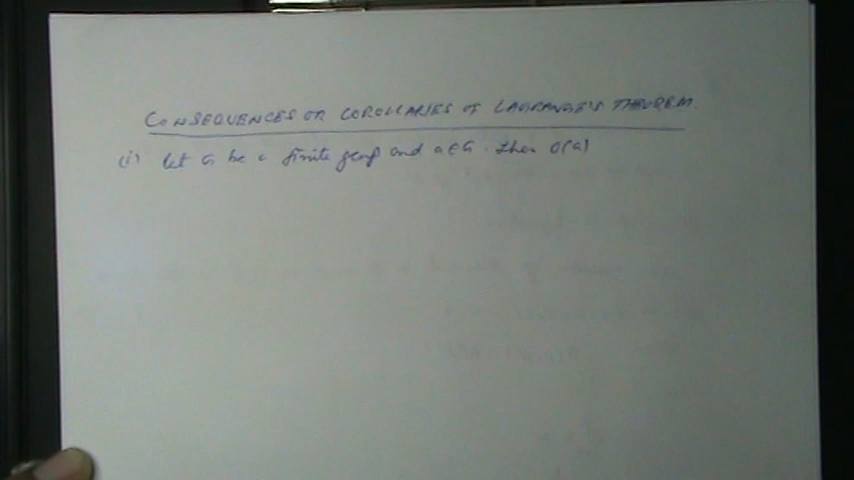 CONSEQUENCES OR COROLLARIES OF LAGRANGE'S THEOREM.
(i) Let G be a finite group and a∈G. Then o(a)